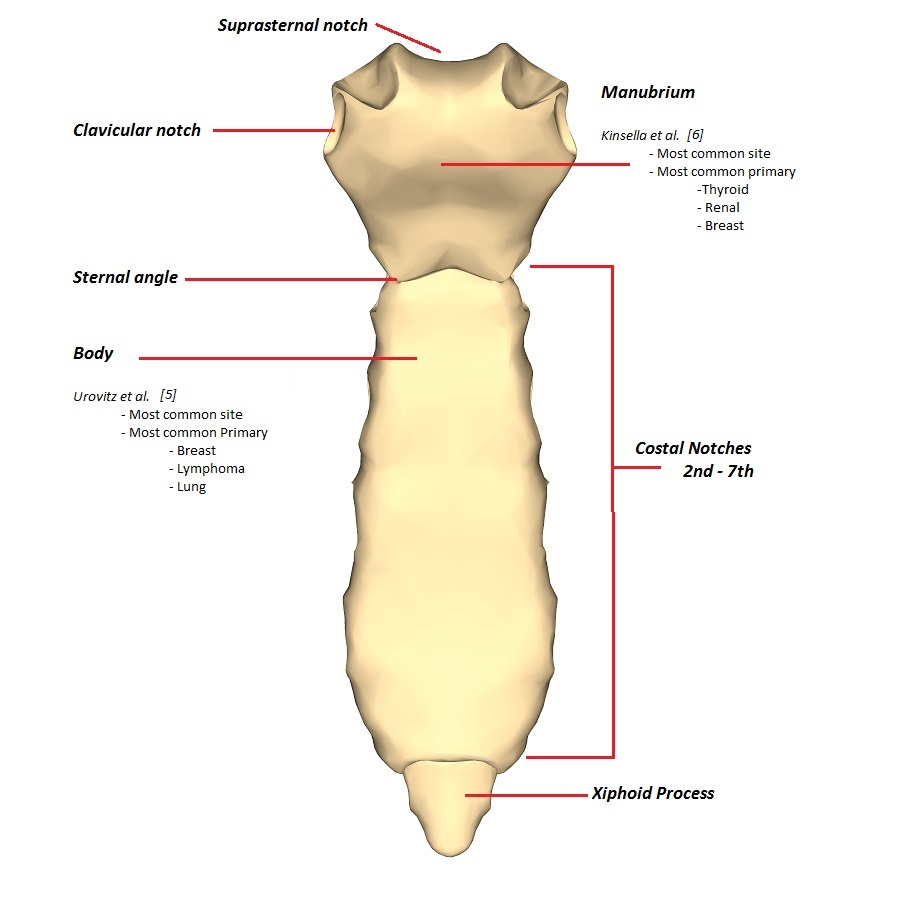 Suprasternal notch
Manubrium
Clavicular notch
Kinsella et al. [6]
- Most common site
- Most common primary
-Thyroid
- Renal
- Breast
Sternal angle
Body
Urovitz et al. [5]
- Most common site
- Most common Primary
- Breast
- Lymphoma
- Lung
Costal Notches
2nd - 7th
Xiphoid Process